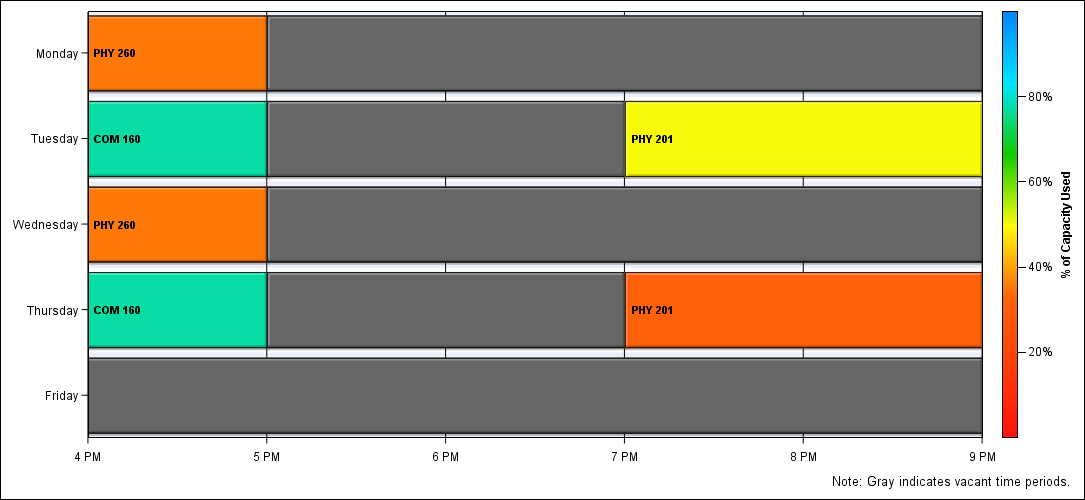 Monday
PHY 260
Tuesday
COM 160
PHY 201
Wednesday
PHY 260
Thursday
COM 160
PHY 201
Friday
4 PM
5 PM
6 PM
7 PM
8 PM
9 PM
80%
60%
40%
20%
% of Capacity Used
Note: Gray indicates vacant time periods.